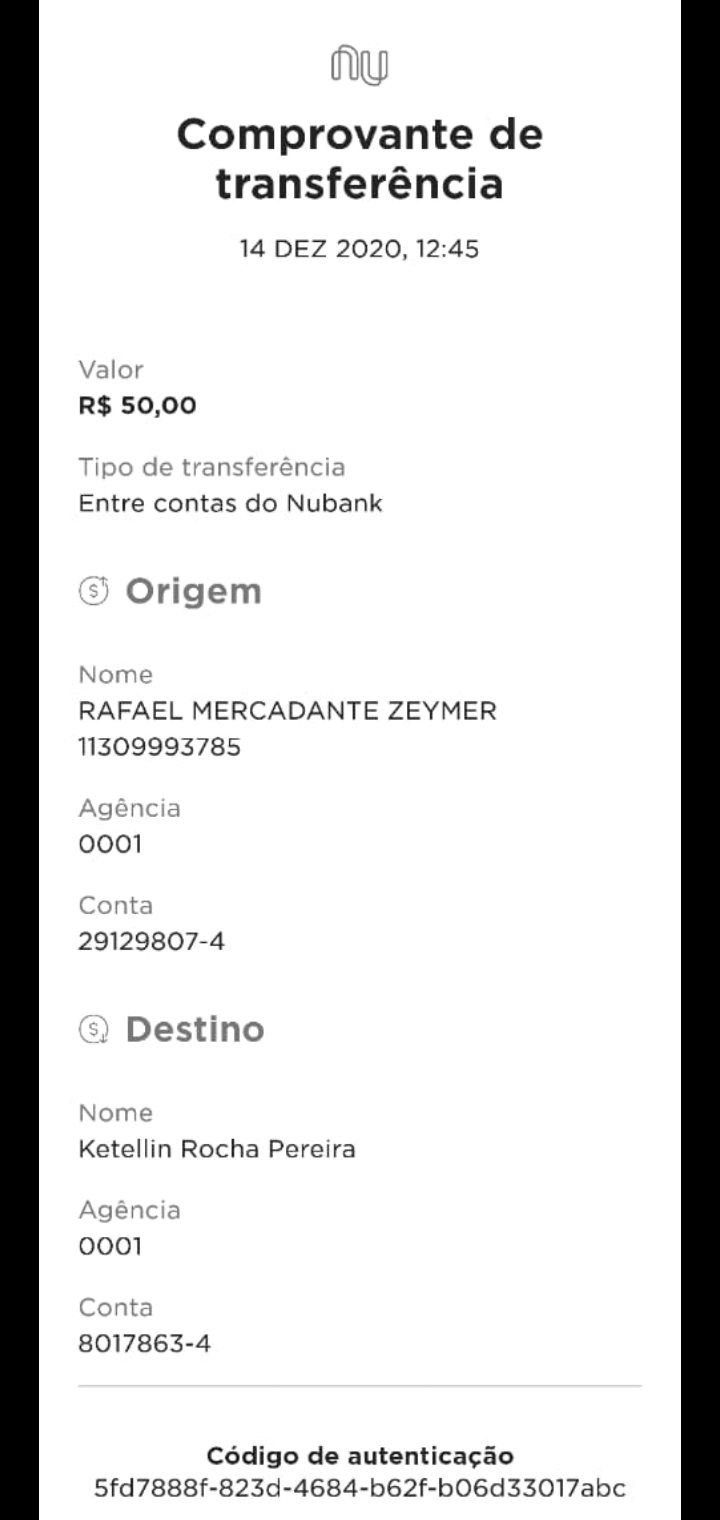 nu
Comprovante de
transferência
14 DEZ 2020, 12:45
Valor
R$ 50,00
Tipo de transferência
Entre contas do Nubank
Origem
Nome
RAFAEL MERCADANTE ZEYMER
11309993785
Agência
0001
Conta
29129807-4
Destino
Nome
Ketellin Rocha Pereira
Agência
0001
Conta
8017863-4
Código de autenticação
5fd7888f-823d-4684-b62f-b06d33017abc